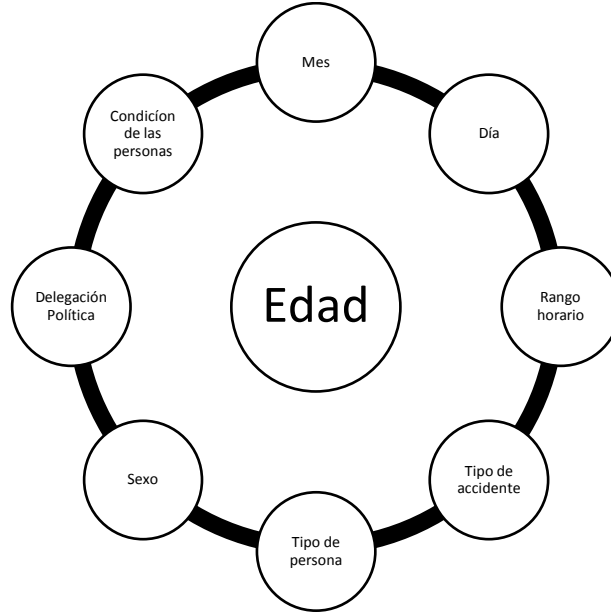 Mes
Día
Rango
horario
Tipo de
accidente
Tipo de
persona
Sexo
Delegación
Política
Condicíon
de las
personas
Edad